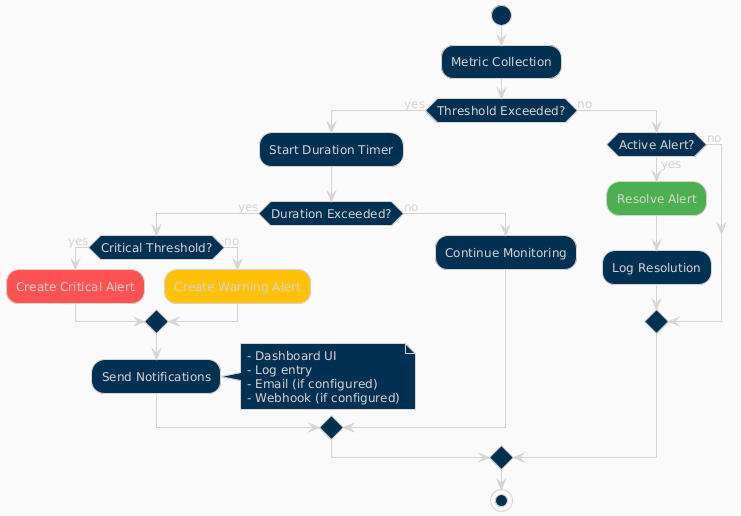 Metric Collection
yes
Threshold Exceeded?
no
Start Duration Timer
Active Alert?
no
yes
yes
Duration Exceeded?
no
Resolve Alert
yes
Critical Threshold?
no
Continue Monitoring
Log Resolution
Create Critical Alert
Create Warning Alert
Send Notifications
- Dashboard UI
- Log entry
- Email (if configured)
- Webhook (if configured)